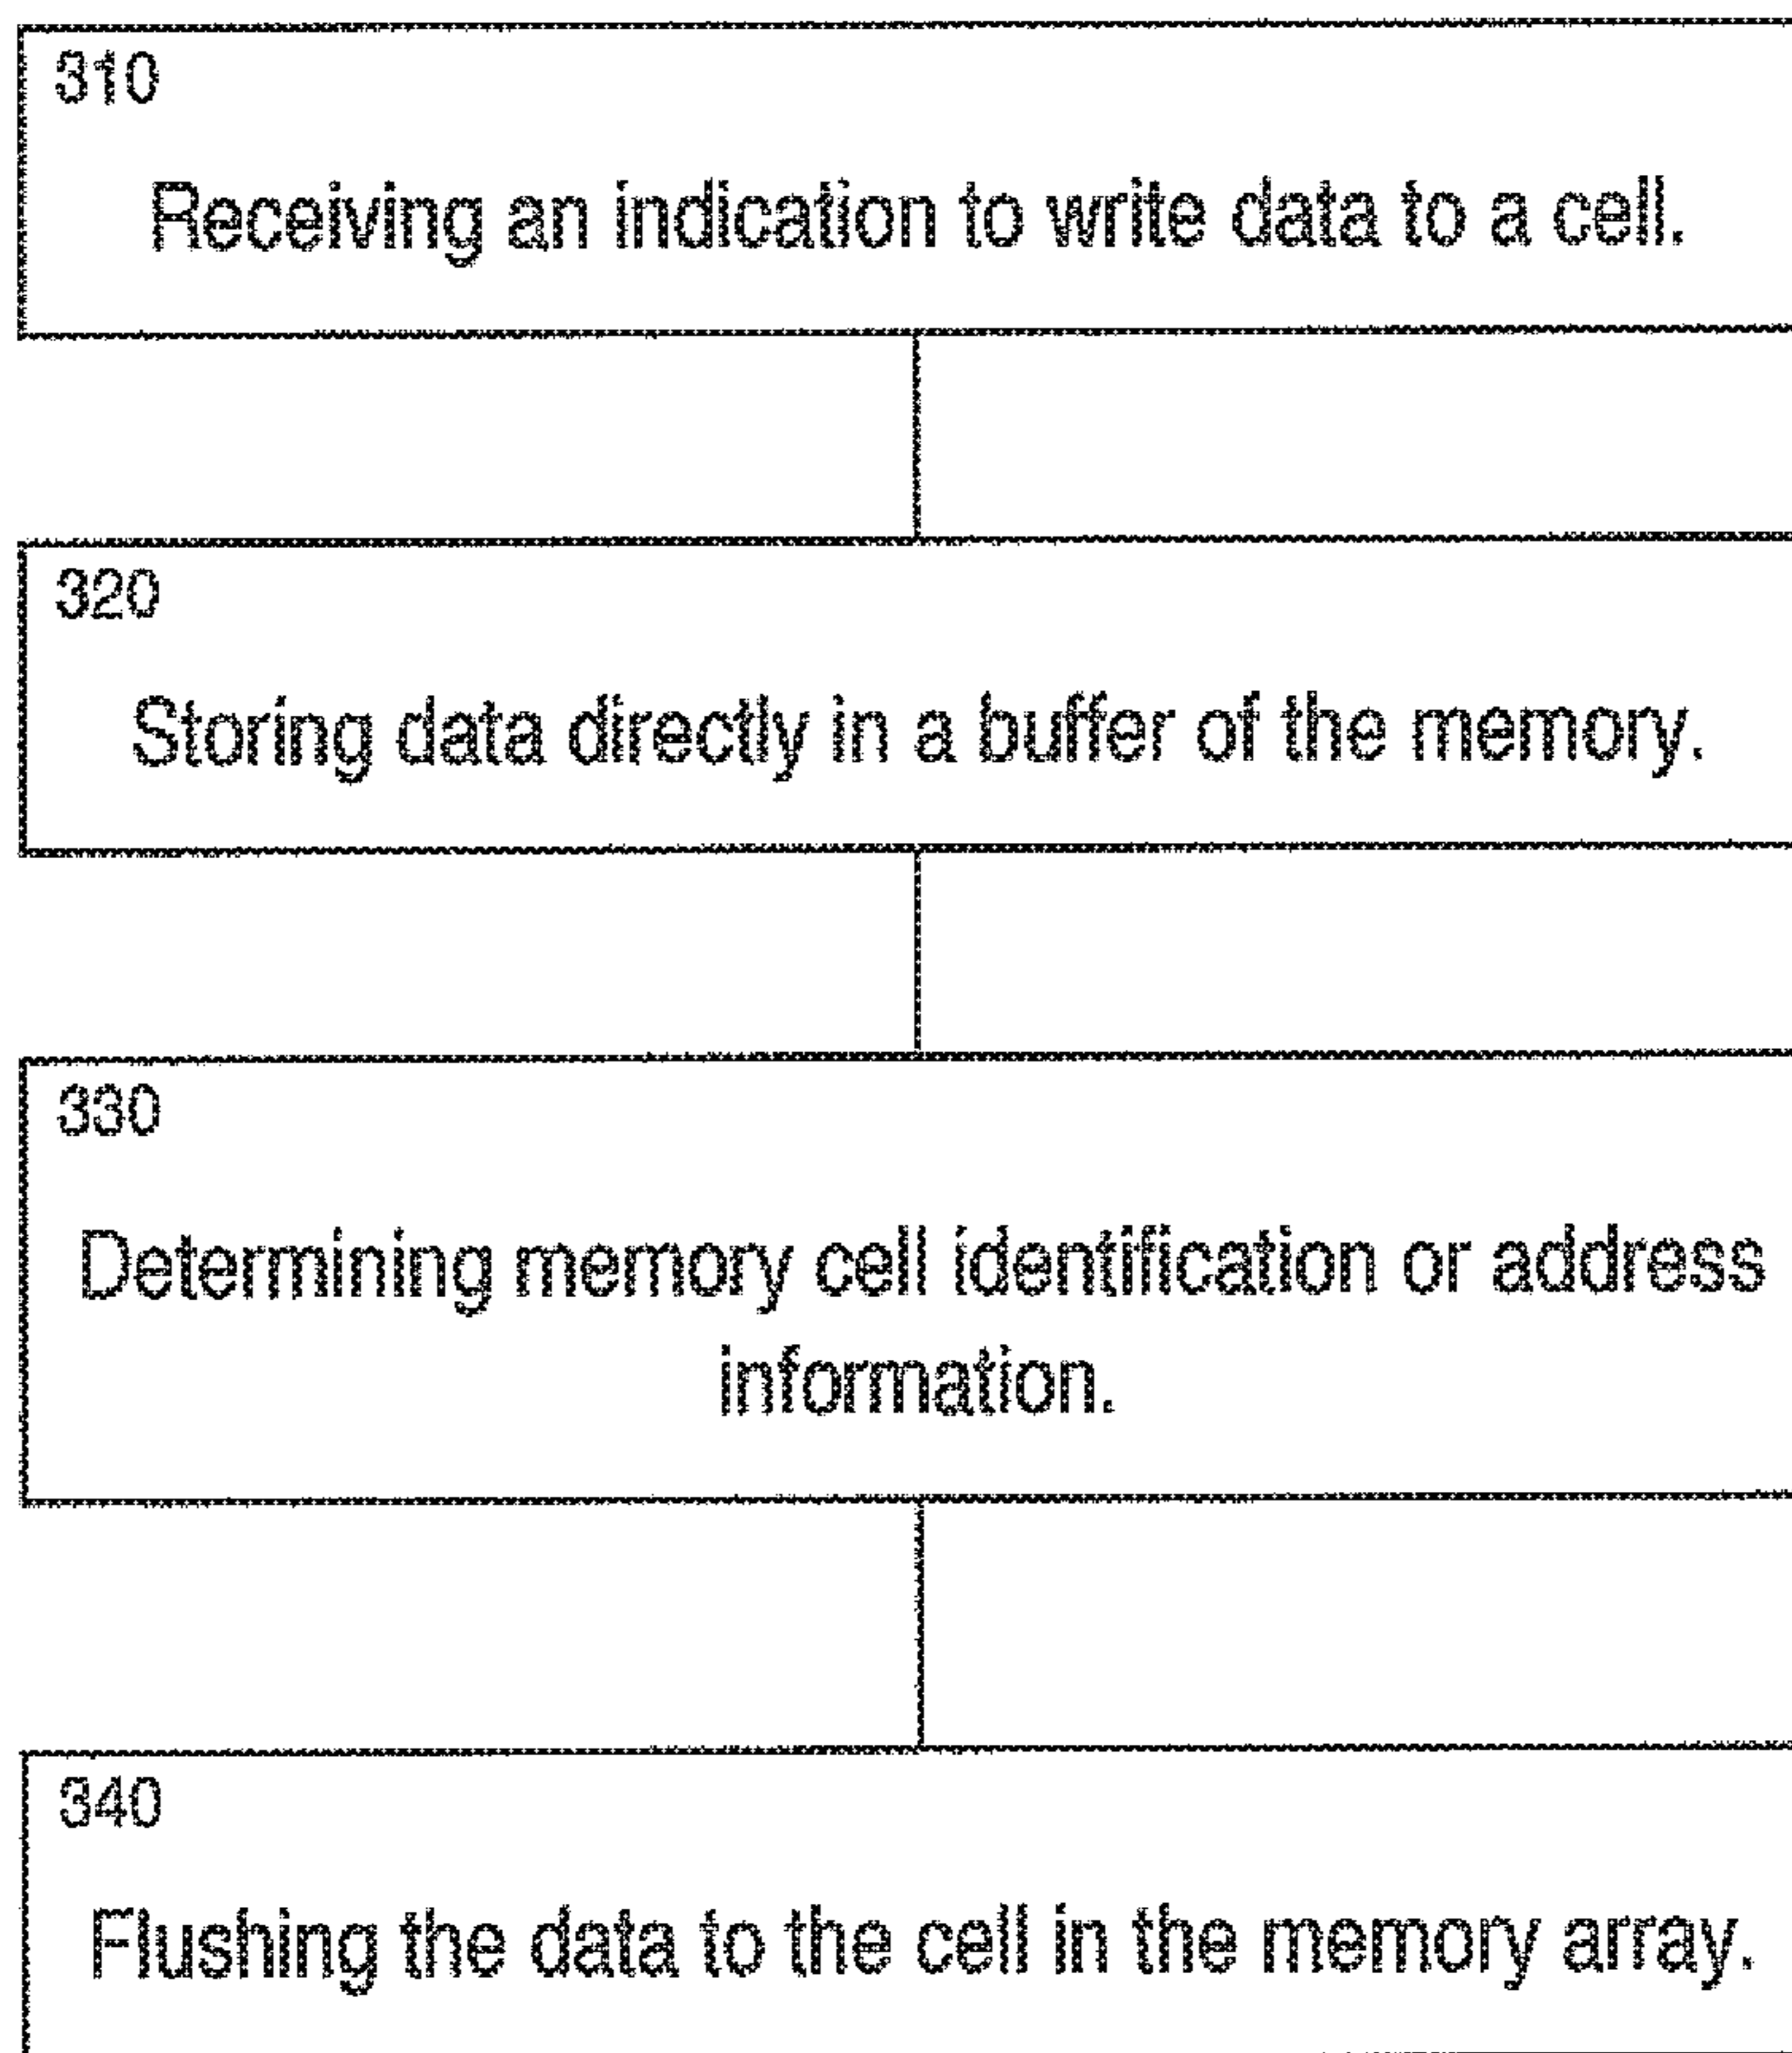 310
Receiving an indication to write data to a cell.
320
Storing data directly in a buffer of the memory.
330
Determining memory cell identification or address
information.
340
Flushing the data to the cell in the memory array.